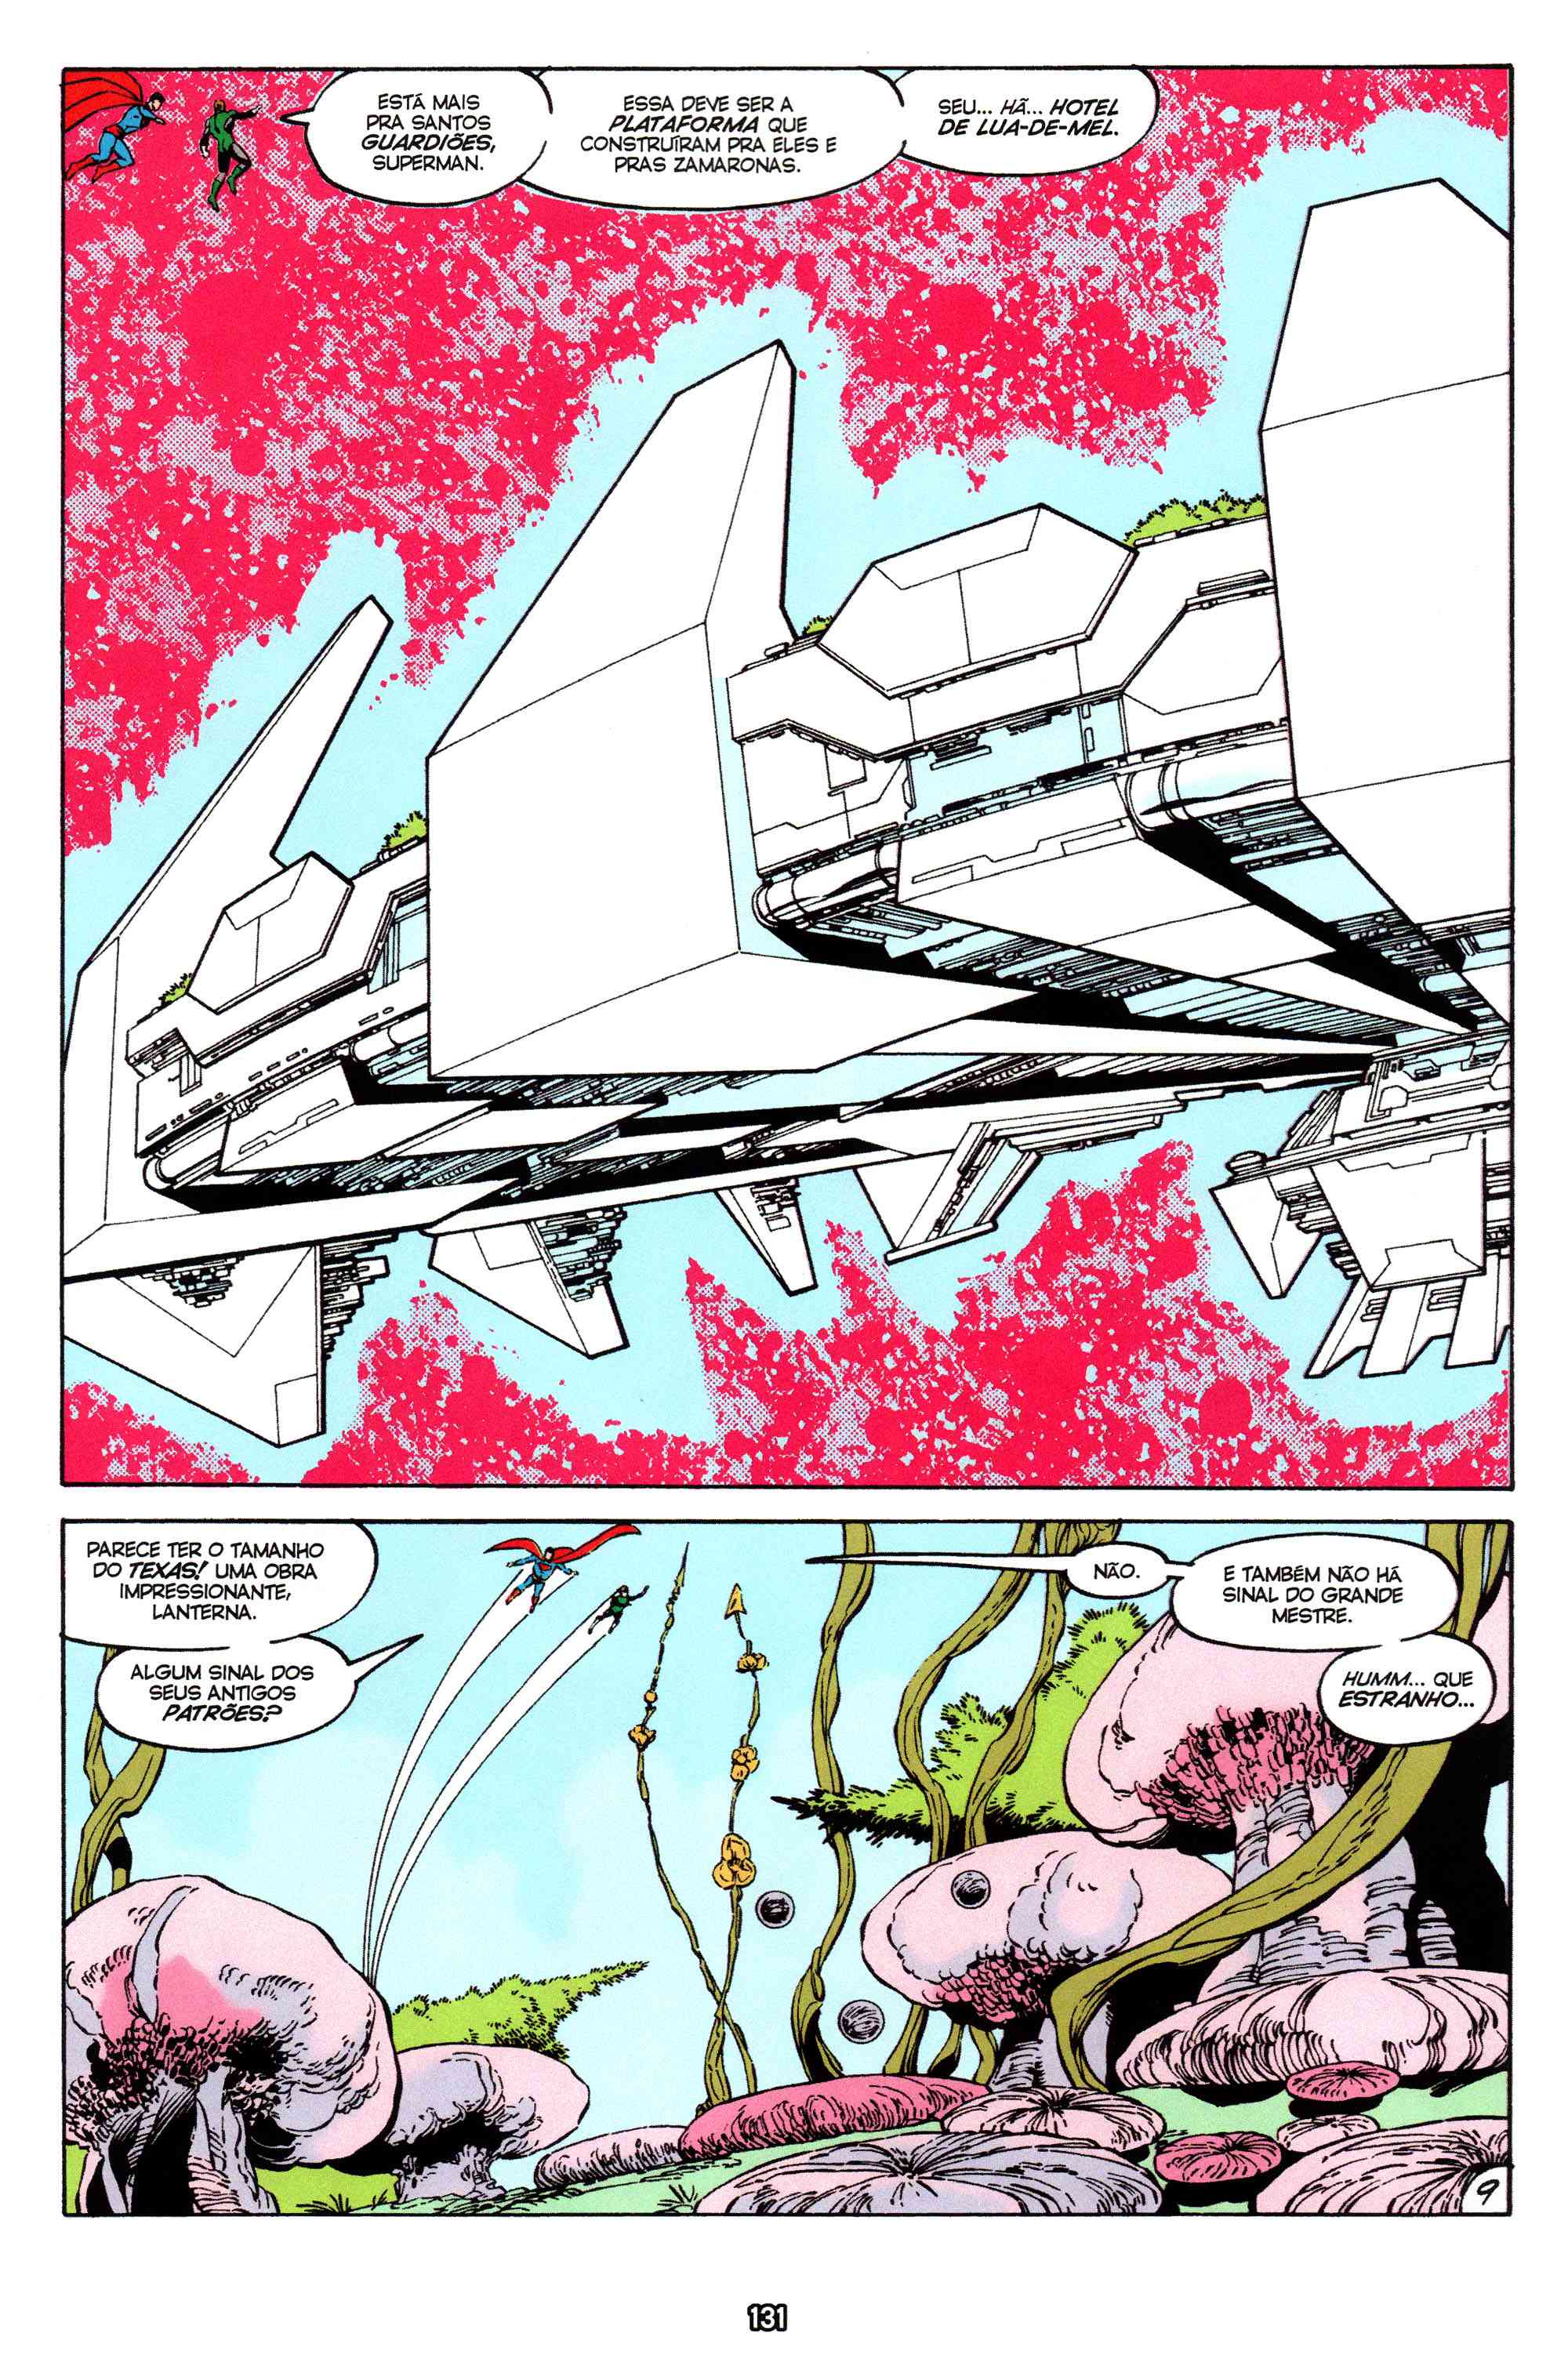 ESTÁ MAIS
PRA SANTOS
GUARDIÕES,
SUPERMAN.
ESSA DEVE SER A
PLATAFORMA QUE
CONSTRUÍRAM PRA ELES E
PRAS ZAMARONAS.
SEU... HÃ... HOTEL
DE LUA-DE-MEL.
PARECE TER O TAMANHO
DO TEXAS! UMA OBRA
IMPRESSIONANTE,
LANTERNA.
ALGUM SINAL DOS
SEUS ANTIGOS
PATRÕES?
NÃO.
E TAMBÉM NÃO HÁ
SINAL DO GRANDE
MESTRE.
HUMM... QUE
ESTRANHO...
9
131